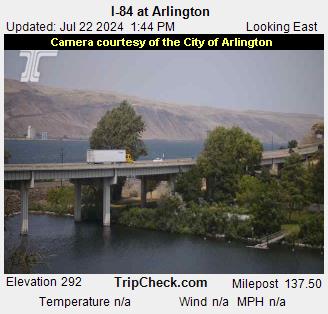 I-84 at Arlington
Updated: Jul 22 2024 1:44 PM Looking East
Camera courtesy of the City of Arlington
Elevation 292 TripCheck.com Milepost 137.50
Temperature n/a Wind n/a MPH n/a